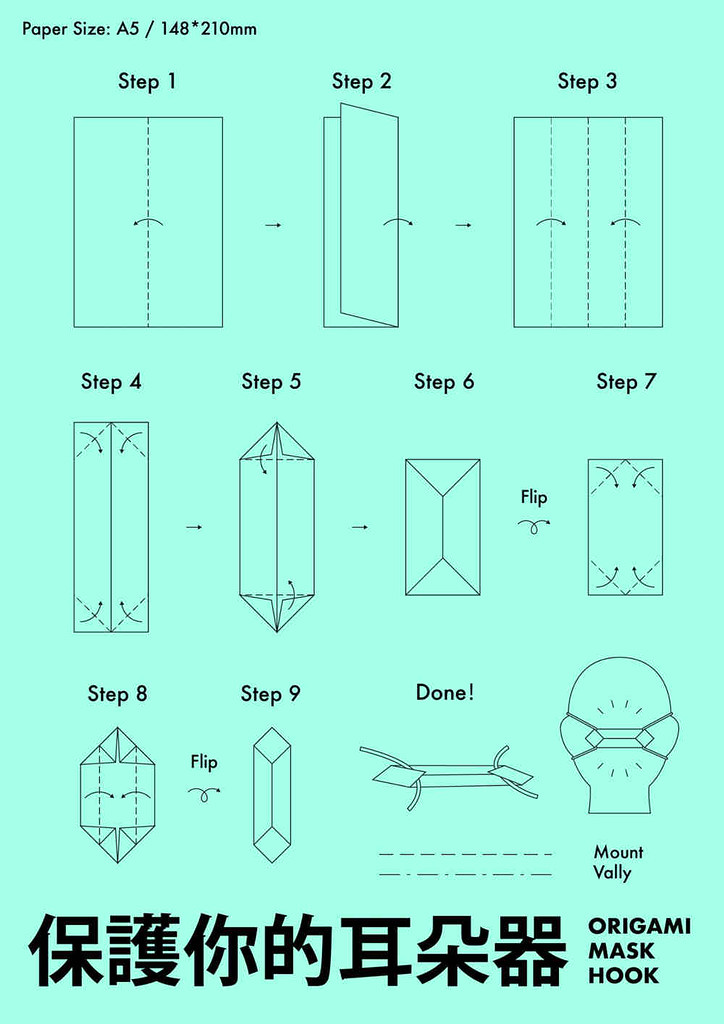 Paper Size: A5 / 148*210mm
Step 1
Step 2
Step 3
Step 4
Step 5
Step 6
Step 7
Flip
Step 8
Flip
Step 9
Done!
Mount
Vally
保護你的耳朵器
ORIGAMI
MASK
HOOK